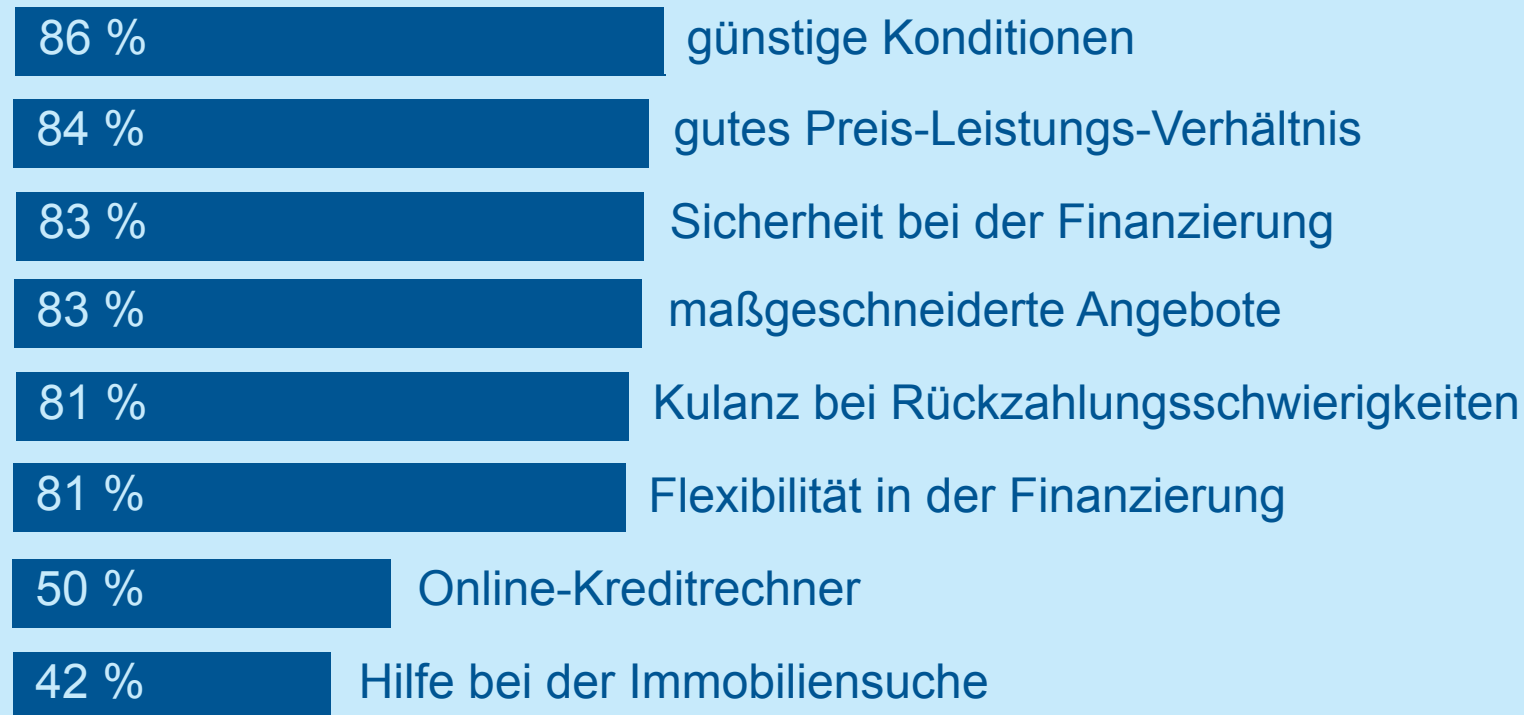 86 % günstige Konditionen
84 % gutes Preis-Leistungs-Verhältnis
83 % Sicherheit bei der Finanzierung
83 % maßgeschneiderte Angebote
81 % Kulanz bei Rückzahlungsschwierigkeiten
81 % Flexibilität in der Finanzierung
50 % Online-Kreditrechner
42 % Hilfe bei der Immobiliensuche